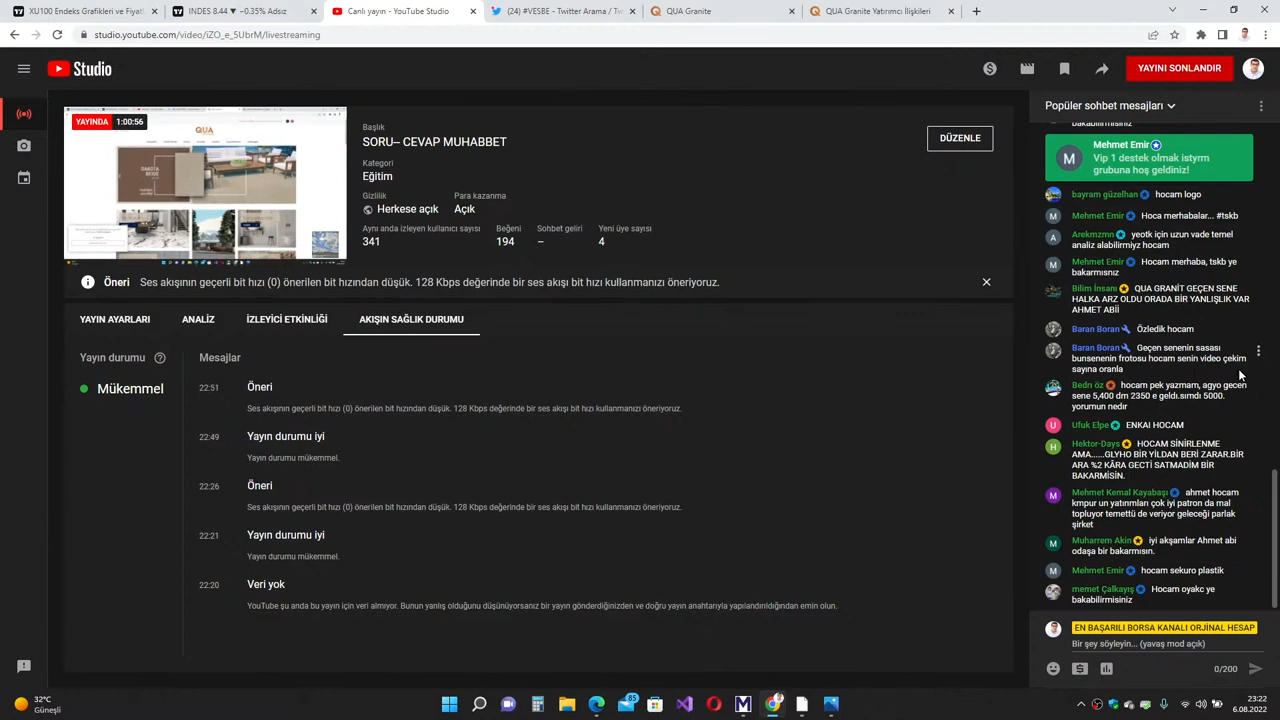 XU100 Endeks Grafikleri ve Fiyatl
INDES 8.44 ▼ −0.35% Adsız
Canlı yayın - YouTube Studio
(24) #VESBE - Twitter Arama / Tw
QUA Granite
QUA Granite Yatırımcı İlişkileri
studio.youtube.com/video/iZO_e_5UbrM/livestreaming
Studio
YAYINI SONLANDIR
YAYINDA 1:00:56
QUA
Başlık
SORU-- CEVAP MUHABBET
DÜZENLE
Kategori
Eğitim
Gizlilik
Para kazanma
Herkese açık
Açık
Aynı anda izleyen kullanıcı sayısı
Beğeni
Sohbet geliri
Yeni üye sayısı
341
194
–
4
Öneri Ses akışının geçerli bit hızı (0) önerilen bit hızından düşük. 128 Kbps değerinde bir ses akışı bit hızı kullanmanızı öneriyoruz.
YAYIN AYARLARI
ANALİZ
İZLEYİCİ ETKİNLİĞİ
AKIŞIN SAĞLIK DURUMU
Yayın durumu
Mükemmel
Mesajlar
22:51 Öneri
Ses akışının geçerli bit hızı (0) önerilen bit hızından düşük. 128 Kbps değerinde bir ses akışı bit hızı kullanmanızı öneriyoruz.
22:49 Yayın durumu iyi
Yayın durumu mükemmel.
22:26 Öneri
Ses akışının geçerli bit hızı (0) önerilen bit hızından düşük. 128 Kbps değerinde bir ses akışı bit hızı kullanmanızı öneriyoruz.
22:21 Yayın durumu iyi
Yayın durumu mükemmel.
22:20 Veri yok
YouTube şu anda bu yayın için veri almıyor. Bunun yanlış olduğunu düşünüyorsanız bir yayın gönderdiğinizden ve doğru yayın anahtarıyla yapılandırıldığından emin olun.
Popüler sohbet mesajları
bakabilirmisiniz
M Mehmet Emir
Vip 1 destek olmak istyrm
grubuna hoş geldiniz!
bayram güzelhan hocam logo
M Mehmet Emir Hoca merhabalar... #tskb
A Arekmzmn yeotk için uzun vade temel
analiz alabilirmiyiz hocam
M Mehmet Emir Hocam merhaba, tskb ye
bakarmısınız
Bilim İnsanı QUA GRANİT GEÇEN SENE
HALKA ARZ OLDU ORADA BİR YANLIŞLIK VAR
AHMET ABİİ
Baran Boran Özledik hocam
Baran Boran Geçen senenin sasası
bunsenenin frotosu hocam senin video çekim
sayına oranla
Bedn öz hocam pek yazmam, agyo gecen
sene 5,400 dm 2350 e geldı.sımdı 5000.
yorumun nedır
U Ufuk Elpe ENKAI HOCAM
H Hektor-Days HOCAM SİNİRLENME
AMA......GLYHO BİR YILDAN BERİ ZARAR.BİR
ARA %2 KÂRA GECTİ SATMADİM BİR
BAKARMİSİN.
M Mehmet Kemal Kayabaşı ahmet hocam
kmpur un yatırımları çok iyi patron da mal
topluyor temettü de veriyor geleceği parlak
şirket
M Muharrem Akin iyi akşamlar Ahmet abi
odaşa bir bakarmısın.
M Mehmet Emir hocam sekuro plastik
memet Çalkayış Hocam oyakc ye
bakabilirmisiniz
EN BAŞARILI BORSA KANALI ORJİNAL HESAP
Bir şey söyleyin... (yavaş mod açık)
0/200
32°C
Güneşli
85
23:22
6.08.2022